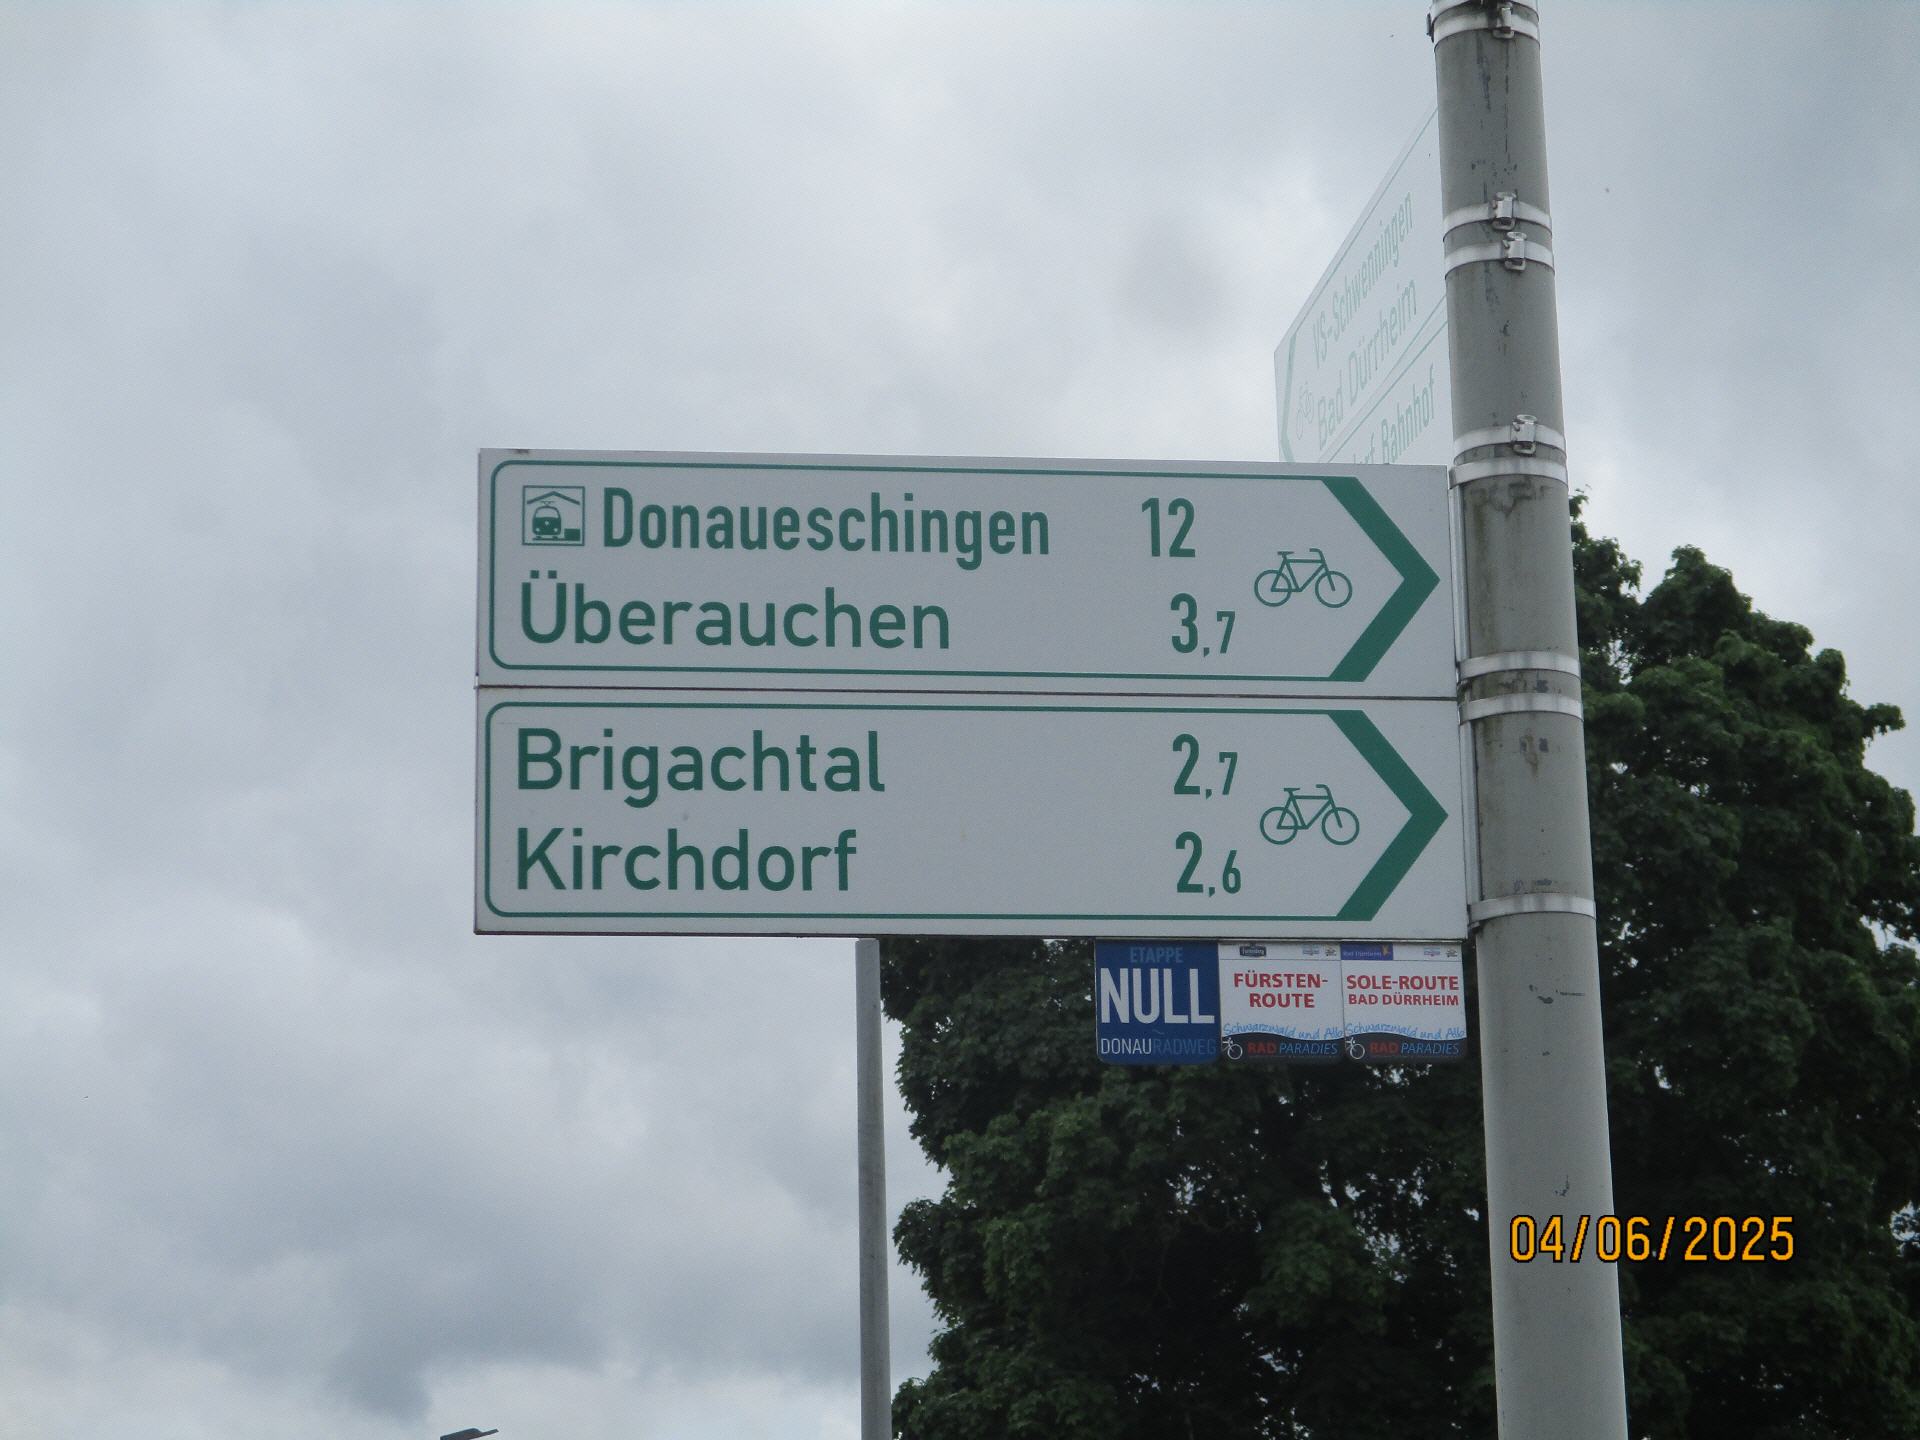 VS-Schwenningen
Bad Dürrheim
Bahnhof
Donaueschingen 12
Überauchen 3,7
Brigachtal 2,7
Kirchdorf 2,6
ETAPPE
NULL
DONAURADWEG
FÜRSTEN-
ROUTE
Schwarzwald und Alb
RAD PARADIES
Bad Dürrheim
SOLE-ROUTE
BAD DÜRRHEIM
Schwarzwald und Alb
RAD PARADIES
04/06/2025